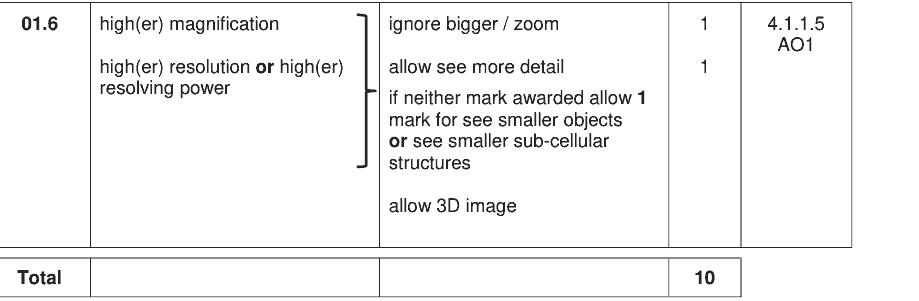 01.6 high(er) magnification ignore bigger / zoom 1 4.1.1.5
AO1
high(er) resolution or high(er) allow see more detail 1
resolving power
if neither mark awarded allow 1
mark for see smaller objects
or see smaller sub-cellular
structures
allow 3D image
Total 10